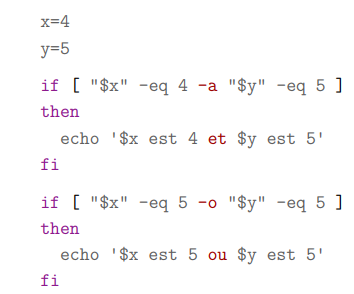 x=4
y=5
if [ "$x" -eq 4 -a "$y" -eq 5 ]
then
echo '$x est 4 et $y est 5'
fi
if [ "$x" -eq 5 -o "$y" -eq 5 ]
then
echo '$x est 5 ou $y est 5'
fi